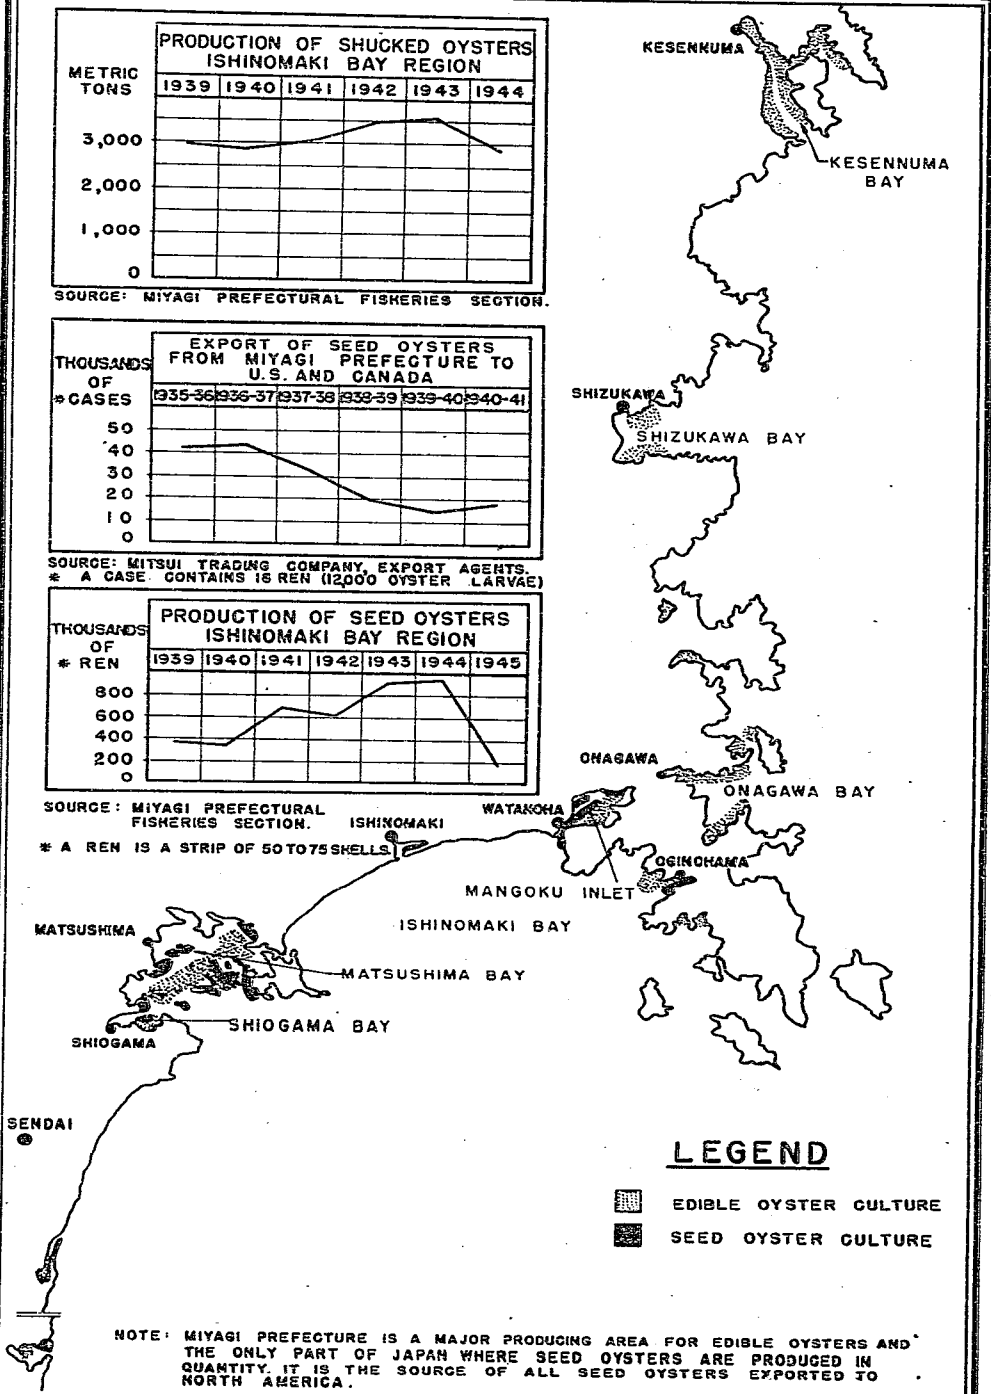 PRODUCTION OF SHUCKED OYSTERS
ISHINOMAKI BAY REGION
METRIC
TONS
1939 1940 1941 1942 1943 1944
3,000
2,000
1,000
0
SOURCE: MIYAGI PREFECTURAL FISHERIES SECTION.
EXPORT OF SEED OYSTERS
FROM MIYAGI PREFECTURE TO
U.S. AND CANADA
THOUSANDS
OF
* CASES
1935-36 1936-37 1937-38 1938-39 1939-40 1940-41
50
40
30
20
10
0
SOURCE: MITSUI TRADING COMPANY, EXPORT AGENTS.
* A CASE CONTAINS 16 REN (12,000 OYSTER LARVAE)
PRODUCTION OF SEED OYSTERS
ISHINOMAKI BAY REGION
THOUSANDS
OF
* REN
1939 1940 1941 1942 1943 1944 1945
800
600
400
200
0
SOURCE: MIYAGI PREFECTURAL
FISHERIES SECTION.
* A REN IS A STRIP OF 50 TO 75 SHELLS
KESENNUMA
KESENNUMA
BAY
SHIZUKAWA
SHIZUKAWA BAY
ONAGAWA
ONAGAWA BAY
WATANOHA
ISHINOMAKI
OGINOHAMA
MANGOKU INLET
ISHINOMAKI BAY
MATSUSHIMA
MATSUSHIMA BAY
SHIOGAMA BAY
SHIOGAMA
SENDAI
LEGEND
EDIBLE OYSTER CULTURE
SEED OYSTER CULTURE
NOTE: MIYAGI PREFECTURE IS A MAJOR PRODUCING AREA FOR EDIBLE OYSTERS AND
THE ONLY PART OF JAPAN WHERE SEED OYSTERS ARE PRODUCED IN
QUANTITY. IT IS THE SOURCE OF ALL SEED OYSTERS EXPORTED TO
NORTH AMERICA.